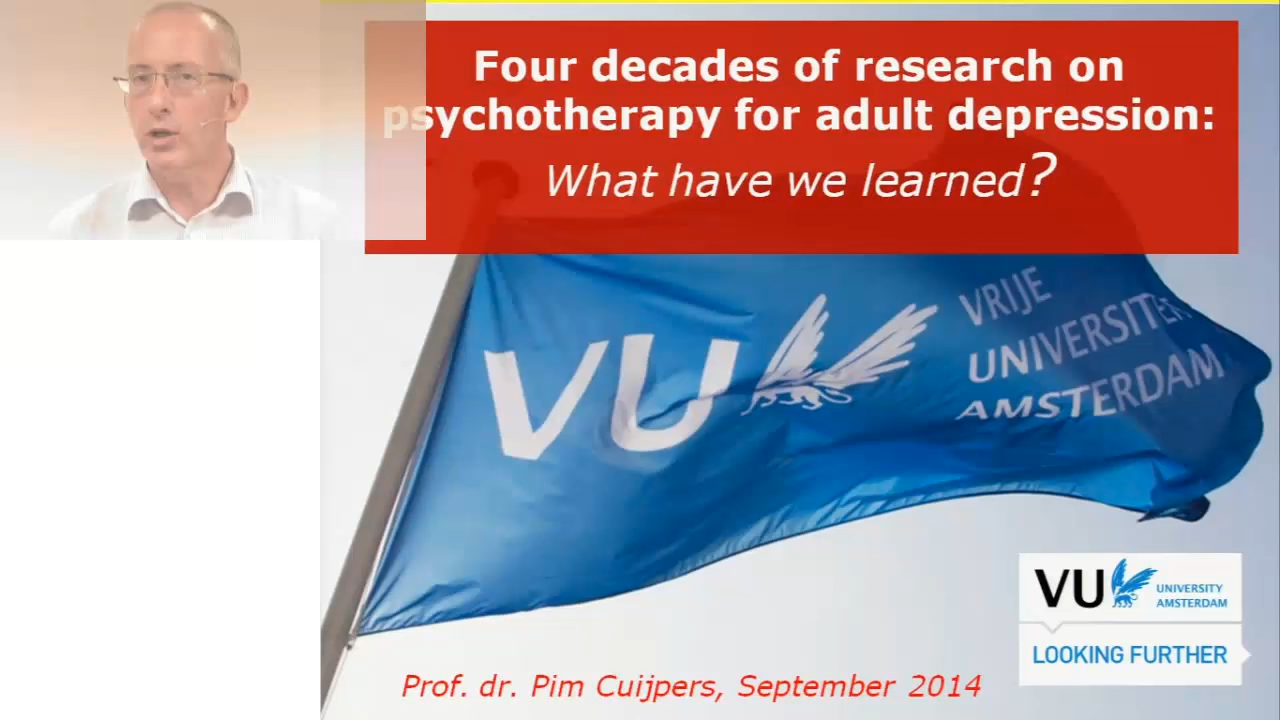 Four decades of research on
psychotherapy for adult depression:
What have we learned?
VU
VRIJE
UNIVERSITEIT
AMSTERDAM
VU
UNIVERSITY
AMSTERDAM
LOOKING FURTHER
Prof. dr. Pim Cuijpers, September 2014